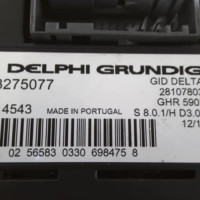 DELPHI GRUNDIG
3275077 GID DELTA
28107803
4543 MADE IN PORTUGAL GHR 590
S 8.0.1/H D3.0
12/1
02 56583 0330 698475 8